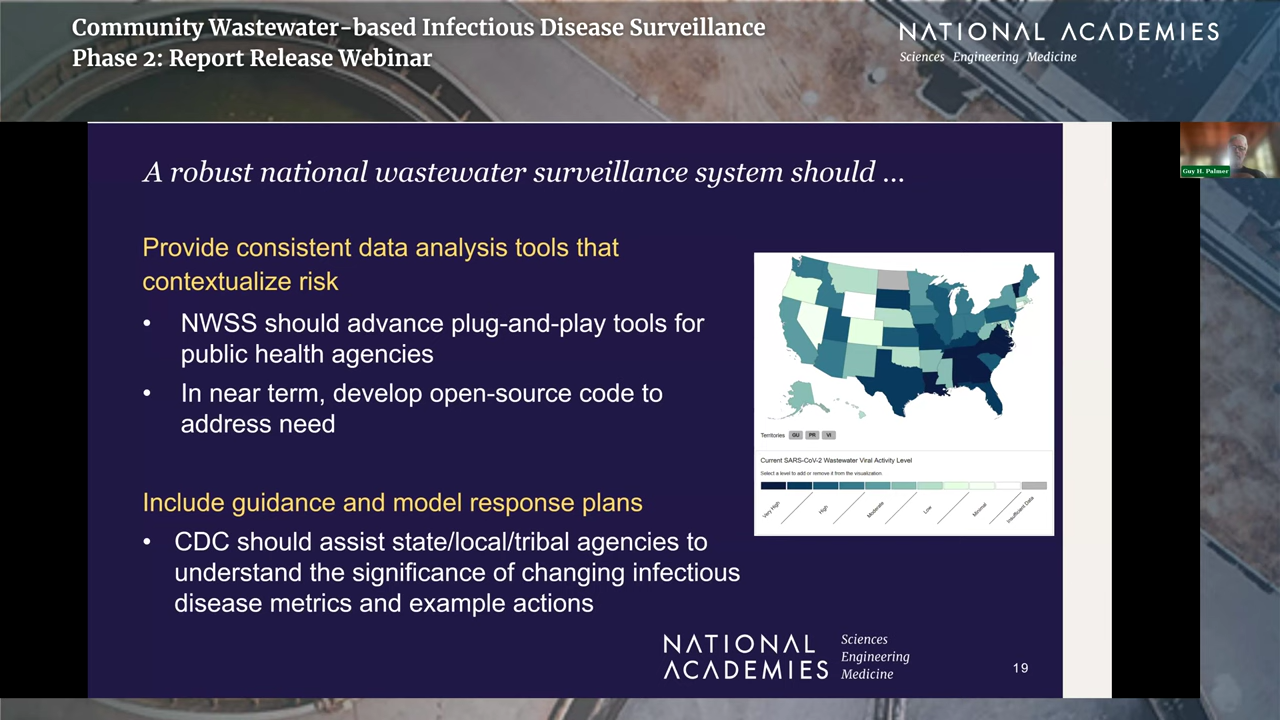 Community Wastewater-based Infectious Disease Surveillance
Phase 2: Report Release Webinar
NATIONAL ACADEMIES
Sciences Engineering Medicine
A robust national wastewater surveillance system should ...
Provide consistent data analysis tools that
contextualize risk
• NWSS should advance plug-and-play tools for
public health agencies
• In near term, develop open-source code to
address need
Include guidance and model response plans
• CDC should assist state/local/tribal agencies to
understand the significance of changing infectious
disease metrics and example actions
Territories GU PR VI
Current SARS-CoV-2 Wastewater Viral Activity Level
Select a level to add or remove it from the visualization.
Very High
High
Moderate
Low
Minimal
Insufficient Data
NATIONAL
ACADEMIES
Sciences
Engineering
Medicine
19
Guy H. Palmer